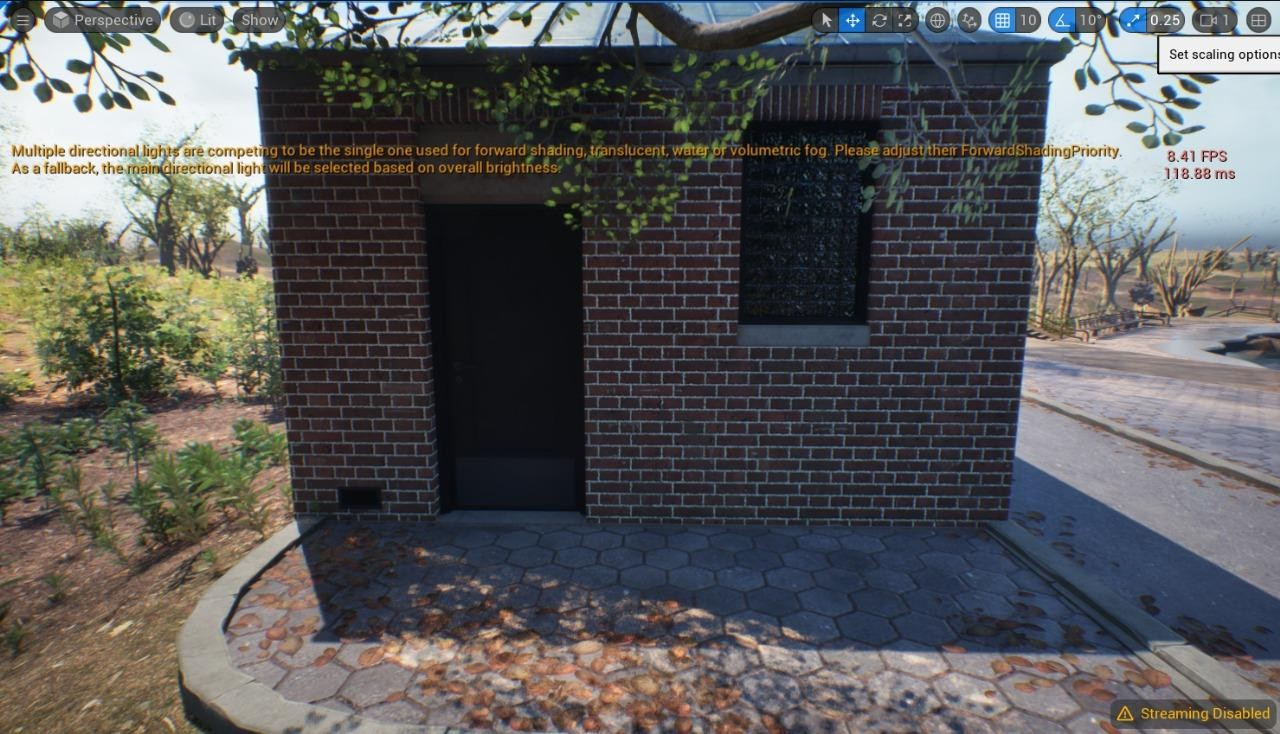 Perspective
Lit
Show
10
10°
0.25
1
Set scaling options
Multiple directional lights are competing to be the single one used for forward shading, translucent, water or volumetric fog. Please adjust their ForwardShadingPriority.
As a fallback, the main directional light will be selected based on overall brightness.
8.41 FPS
118.88 ms
Streaming Disabled